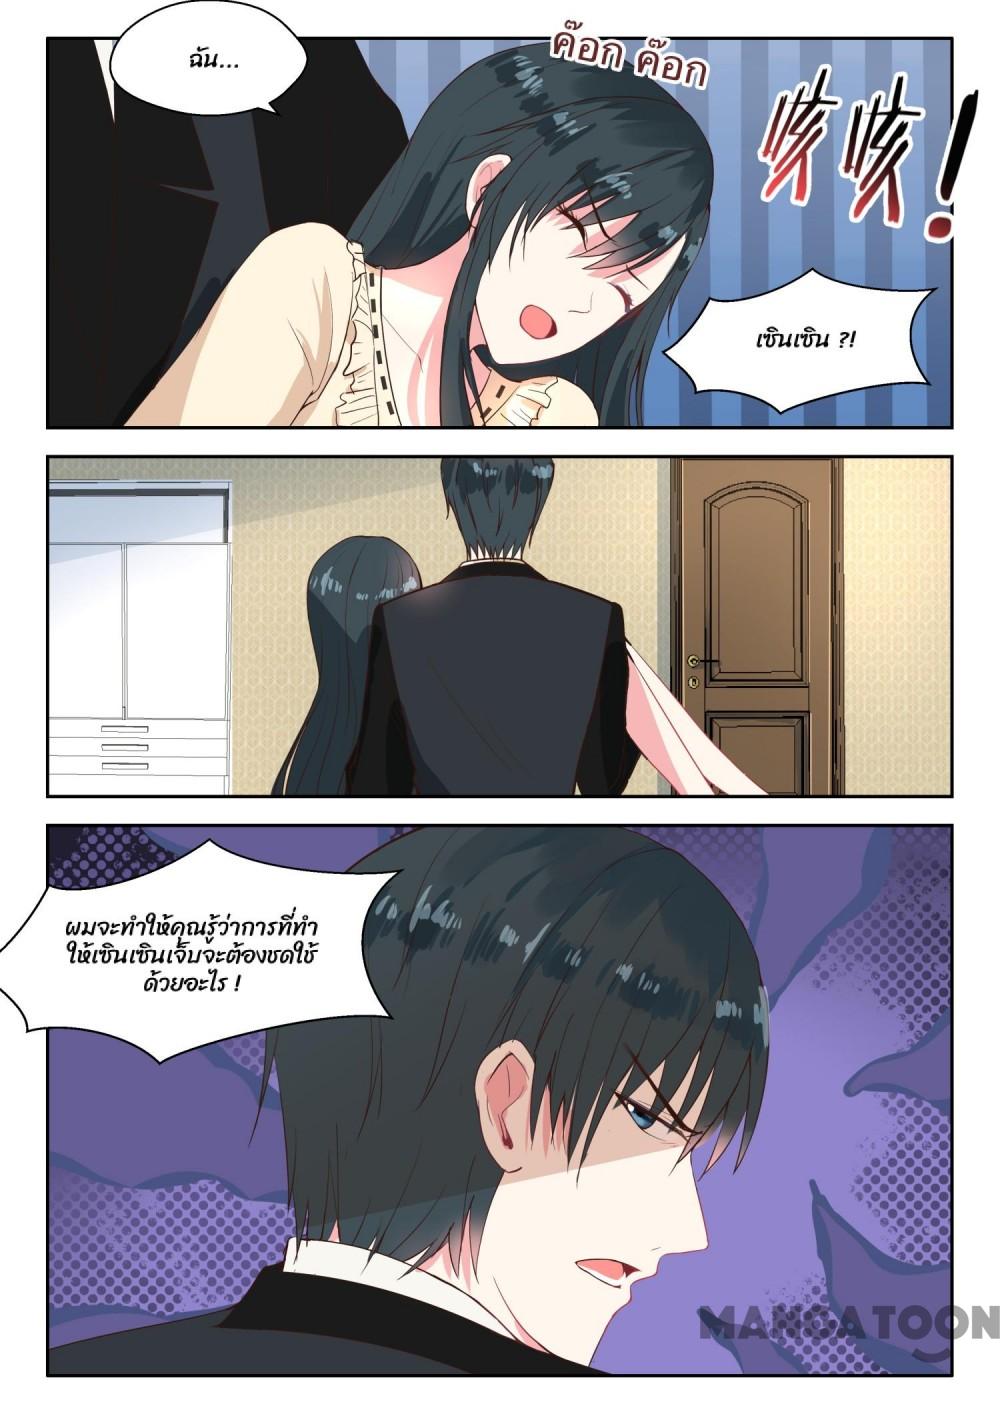 ฉัน...
ค๊อก ค๊อก
咳咳!
เซินเซิน ?!
ผมจะทำให้คุณรู้ว่าการที่ทำ
ให้เซินเซินเจ็บจะต้องชดใช้
ด้วยอะไร !
MANGATOON